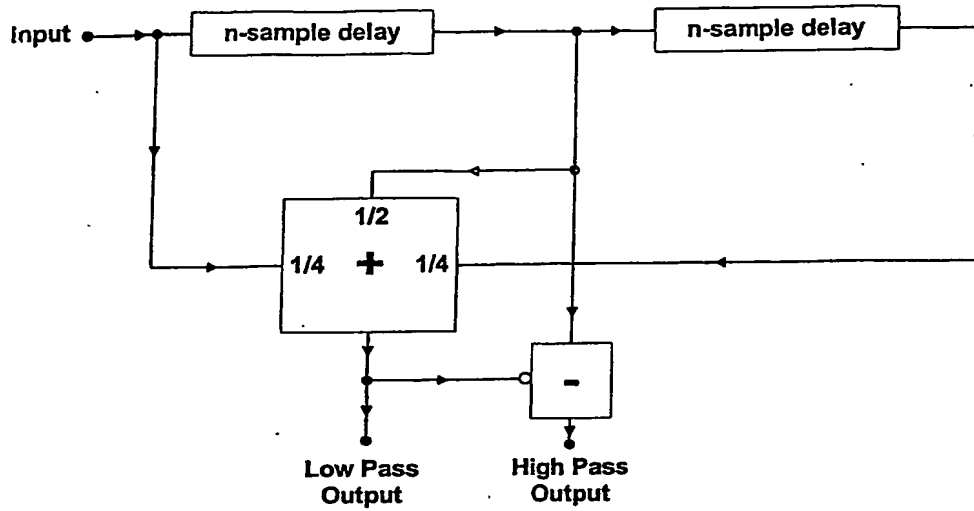 Input
n-sample delay
n-sample delay
1/2
1/4
+
1/4
-
Low Pass
Output
High Pass
Output